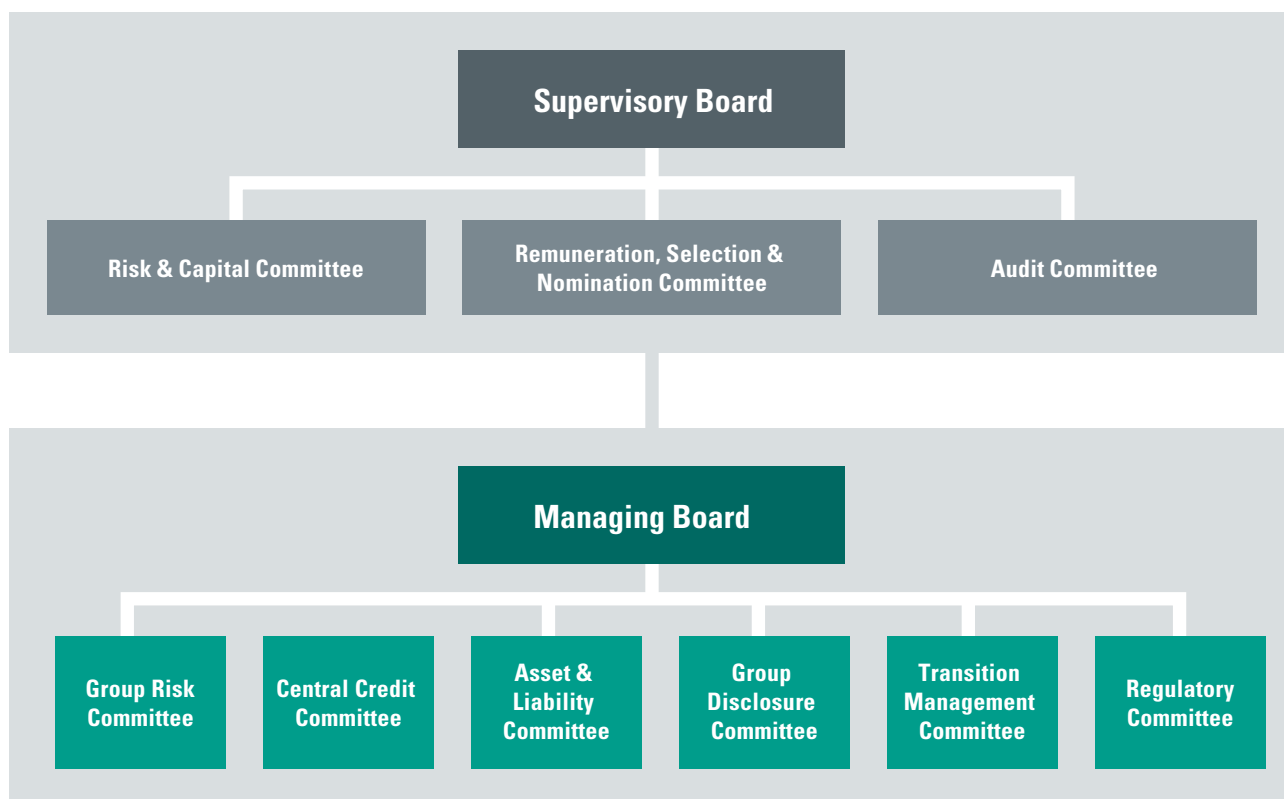 Supervisory Board
Risk & Capital Committee
Remuneration, Selection &
Nomination Committee
Audit Committee
Managing Board
Group Risk
Committee
Central Credit
Committee
Asset &
Liability
Committee
Group
Disclosure
Committee
Transition
Management
Committee
Regulatory
Committee